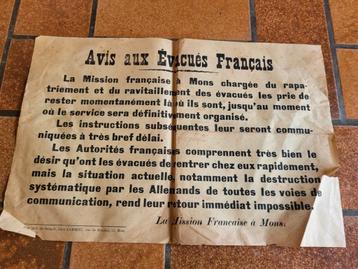 Avis aux Évacués Français
La Mission française à Mons chargée du rapa-
triement et du ravitaillement des évacués les prie de
rester momentanément là où ils sont, jusqu'au moment
où le service sera définitivement organisé.
Les instructions subséquentes leur seront commu-
niquées à très bref délai.
Les Autorités françaises comprennent très bien le
désir qu'ont les évacués de rentrer chez eux rapidement,
mais la situation actuelle, notamment la destruction
systématique par les Allemands de toutes les voies de
communication, rend leur retour immédiat impossible.
La Mission Française à Mons.